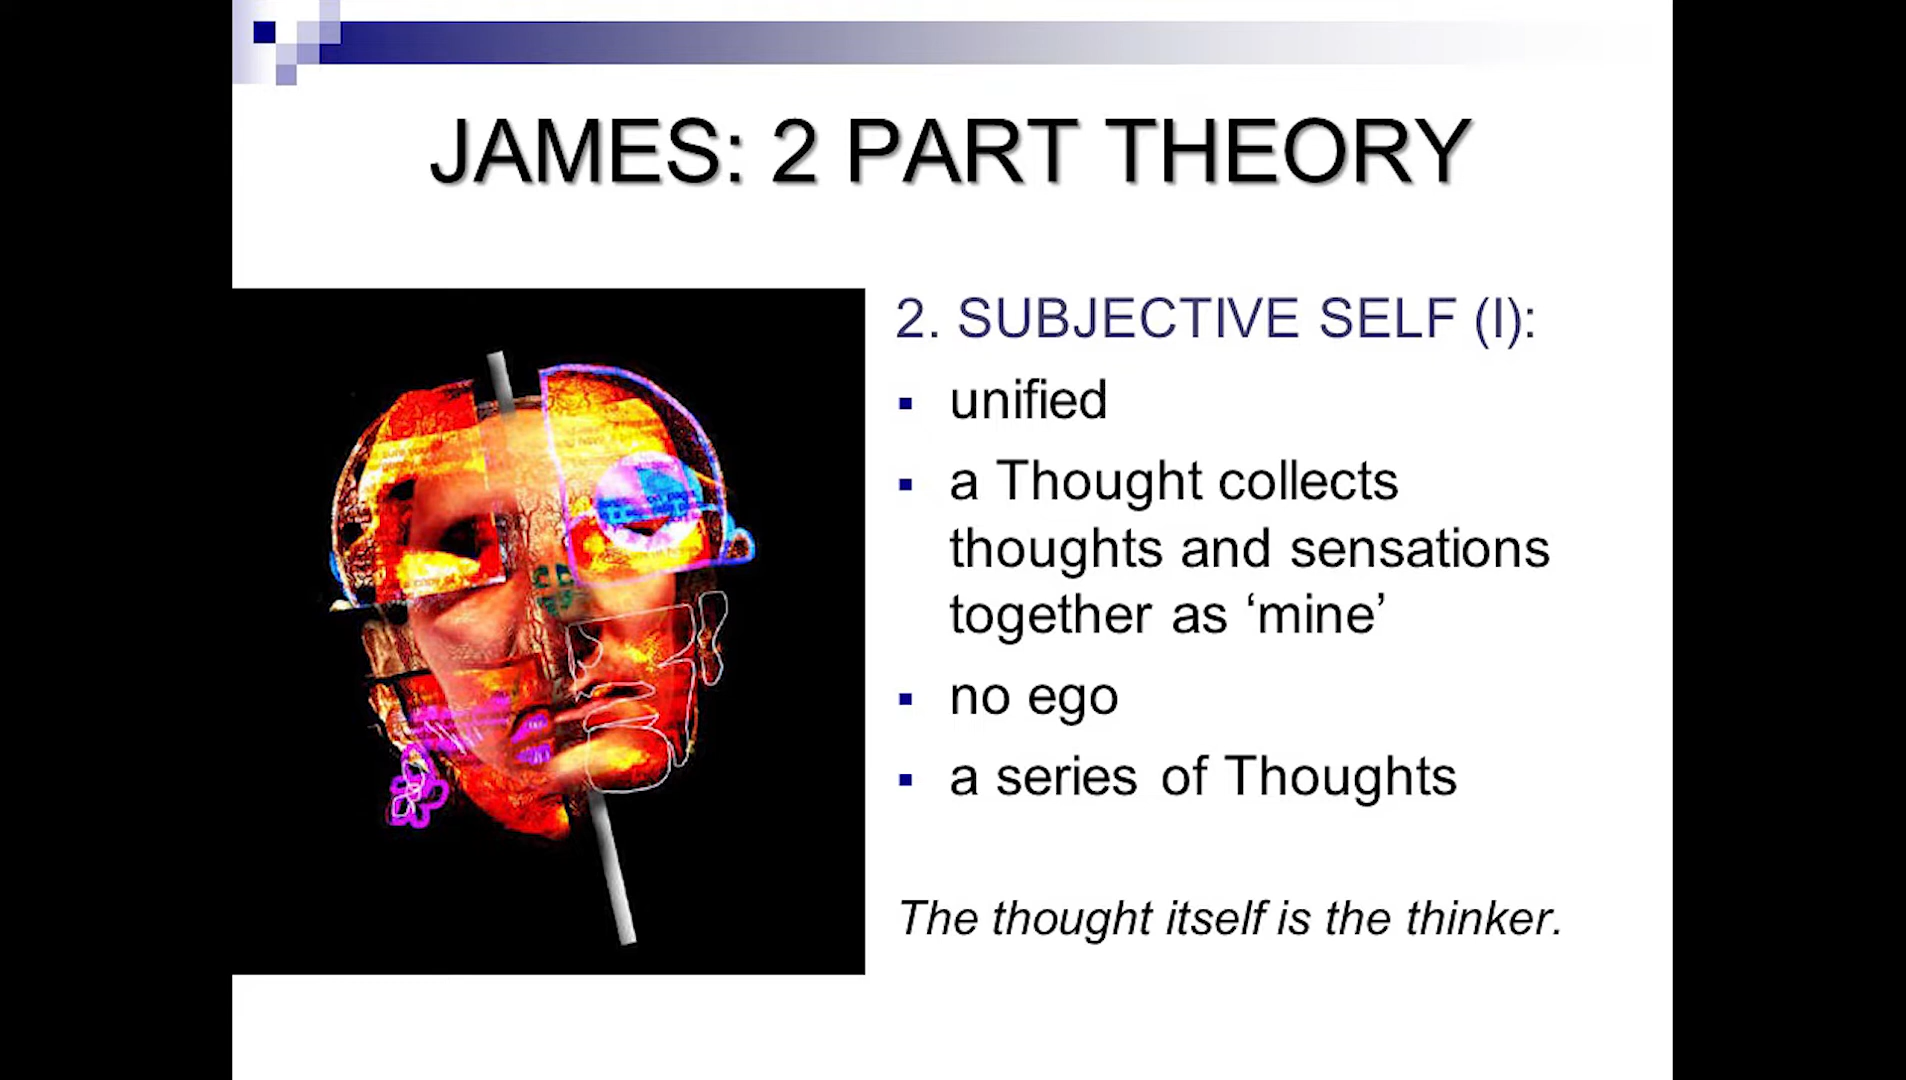 JAMES: 2 PART THEORY
2. SUBJECTIVE SELF (I):
▪ unified
▪ a Thought collects
thoughts and sensations
together as ‘mine’
▪ no ego
▪ a series of Thoughts
The thought itself is the thinker.